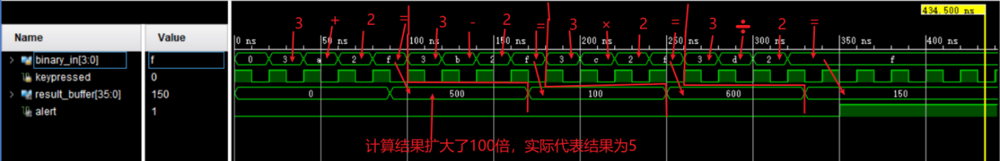 434.500 ns
3 + 2 = 3 - 2 = 3 × 2 = 3 ÷ 2 =
Name Value
0 ns 50 ns 100 ns 150 ns 200 ns 250 ns 300 ns 350 ns 400 ns
binary_in[3:0] f 0 3 a 2 f 3 b 2 f 3 c 2 f 3 d 2 f
keypressed 0
result_buffer[35:0] 150 0 500 100 600 150
alert 1
计算结果扩大了100倍，实际代表结果为5